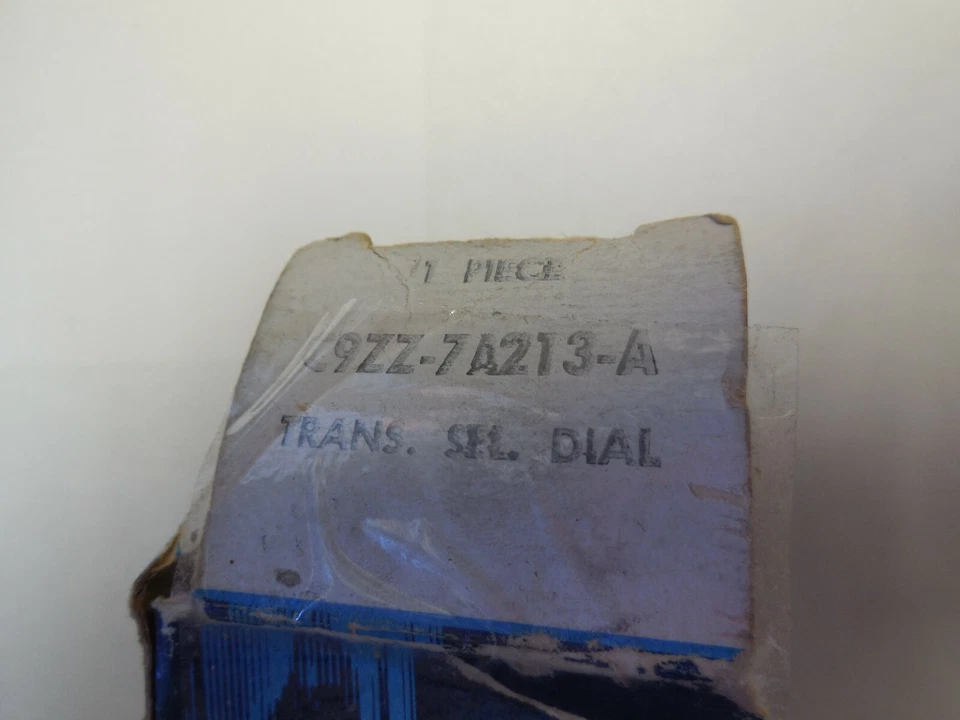 1 PIECE
C9ZZ-7A213-A
TRANS. SEL. DIAL